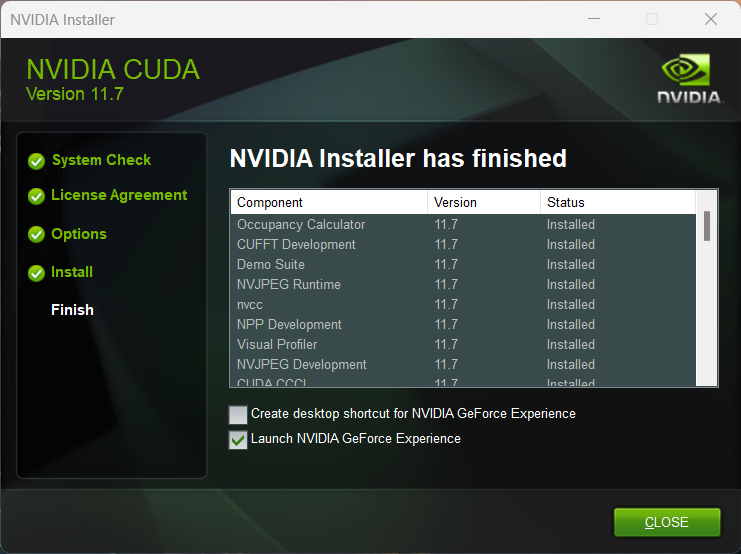 NVIDIA Installer
NVIDIA CUDA
Version 11.7
NVIDIA.
System Check
License Agreement
Options
Install
Finish
NVIDIA Installer has finished
Component Version Status
Occupancy Calculator 11.7 Installed
CUFFT Development 11.7 Installed
Demo Suite 11.7 Installed
NVJPEG Runtime 11.7 Installed
nvcc 11.7 Installed
NPP Development 11.7 Installed
Visual Profiler 11.7 Installed
NVJPEG Development 11.7 Installed
CUDA CCCL 11.7 Installed
Create desktop shortcut for NVIDIA GeForce Experience
Launch NVIDIA GeForce Experience
CLOSE